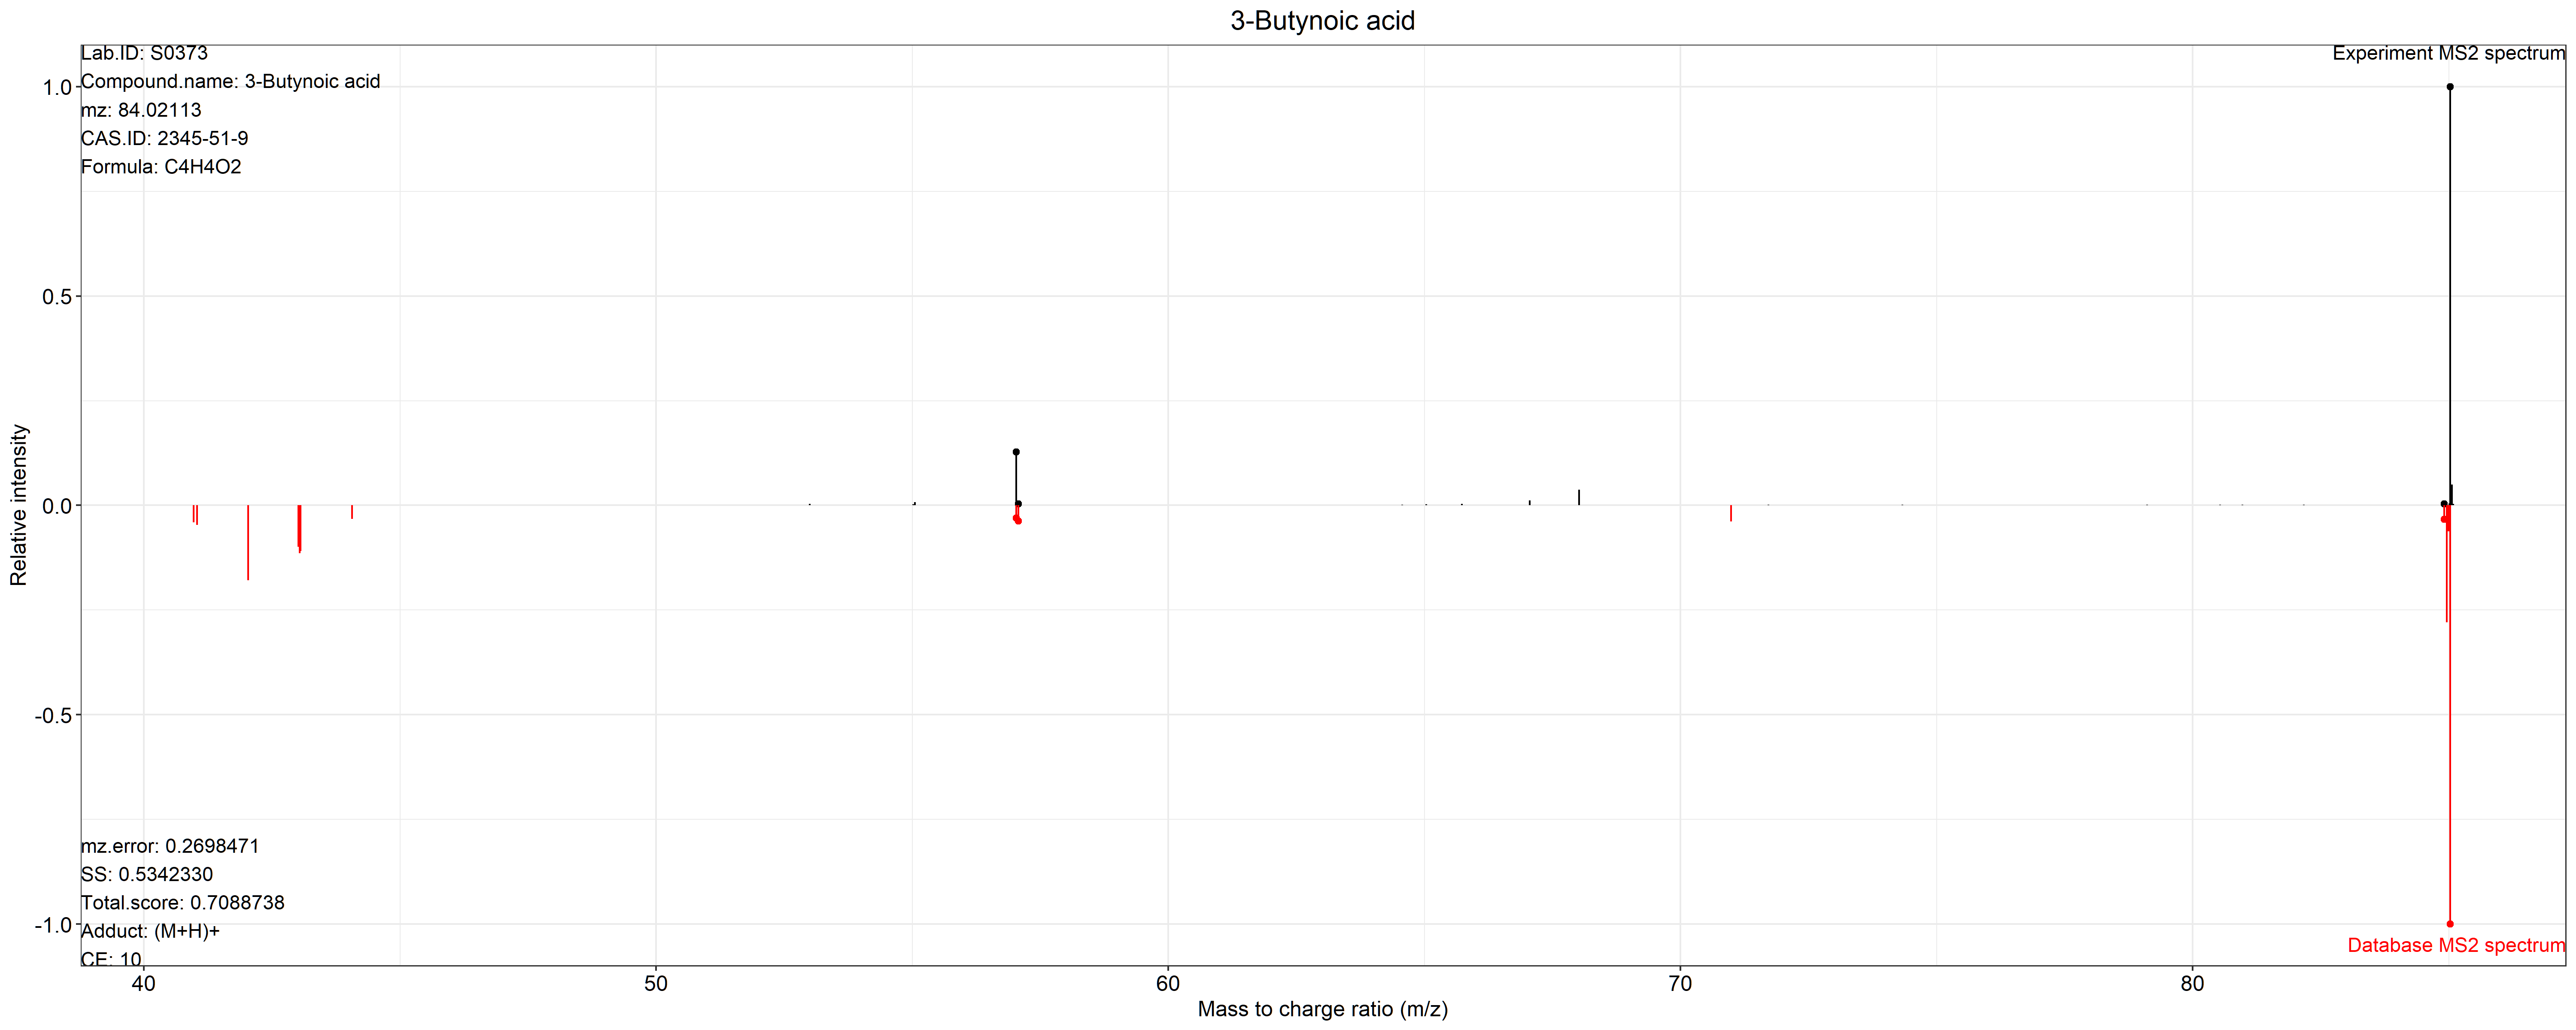 3-Butynoic acid
Lab.ID: S0373
Compound.name: 3-Butynoic acid
mz: 84.02113
CAS.ID: 2345-51-9
Formula: C4H4O2
Experiment MS2 spectrum
1.0
0.5
0.0
-0.5
-1.0
Relative intensity
mz.error: 0.2698471
SS: 0.5342330
Total.score: 0.7088738
Adduct: (M+H)+
CE: 10
Database MS2 spectrum
40 50 60 70 80
Mass to charge ratio (m/z)